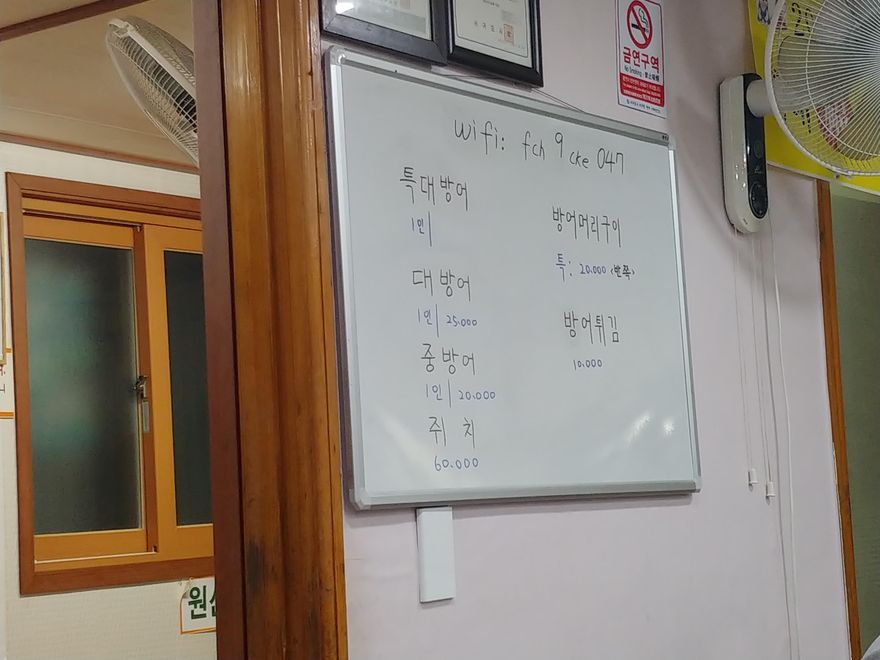 금연구역
wifi: fch 9 cke 047
특대방어
1인
대방어
1인 25.000
중방어
1인 20.000
쥐 치
60.000
방어머리구이
특: 20.000 <반쪽>
방어튀김
10.000